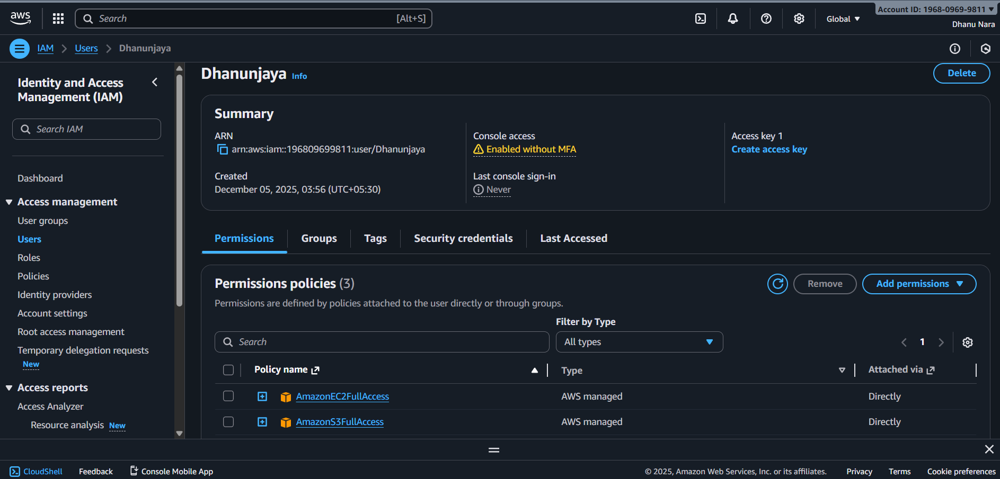 aws
Search
[Alt+S]
Global
Account ID: 1968-0969-9811
Dhanu Nara
IAM
Users
Dhanunjaya
Identity and Access
Management (IAM)
Search IAM
Dashboard
Access management
User groups
Users
Roles
Policies
Identity providers
Account settings
Root access management
Temporary delegation requests
New
Access reports
Access Analyzer
Resource analysis New
Dhanunjaya Info
Delete
Summary
ARN
arn:aws:iam::196809699811:user/Dhanunjaya
Created
December 05, 2025, 03:56 (UTC+05:30)
Console access
Enabled without MFA
Last console sign-in
Never
Access key 1
Create access key
Permissions
Groups
Tags
Security credentials
Last Accessed
Permissions policies (3)
Remove
Add permissions
Permissions are defined by policies attached to the user directly or through groups.
Filter by Type
Search
All types
1
Policy name
Type
Attached via
AmazonEC2FullAccess
AWS managed
Directly
AmazonS3FullAccess
AWS managed
Directly
CloudShell
Feedback
Console Mobile App
© 2025, Amazon Web Services, Inc. or its affiliates.
Privacy
Terms
Cookie preferences